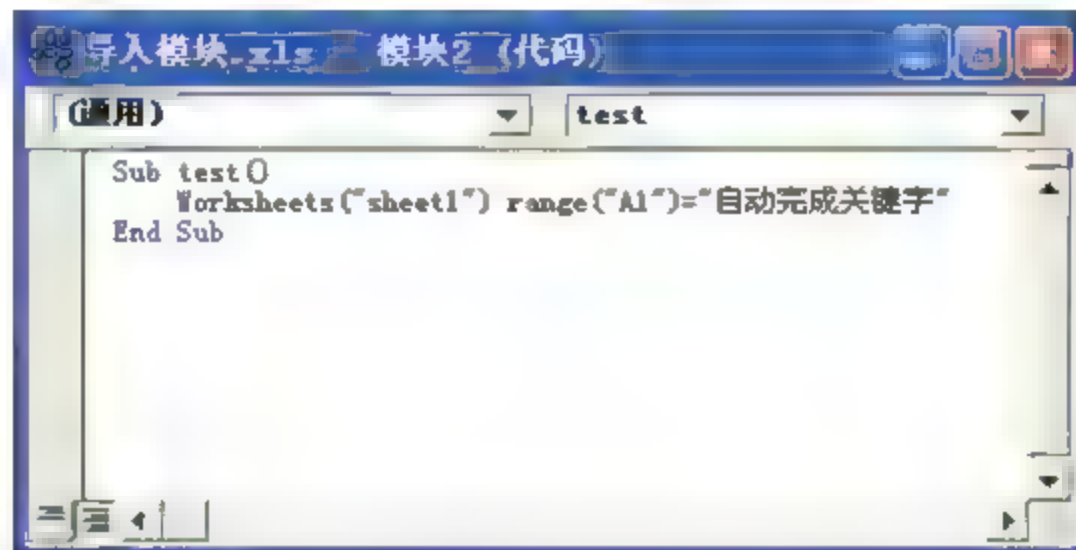 导入模块.xls - 模块2 (代码)
(通用)
test
Sub test()
Worksheets("sheet1") range("A1")="自动完成关键字"
End Sub